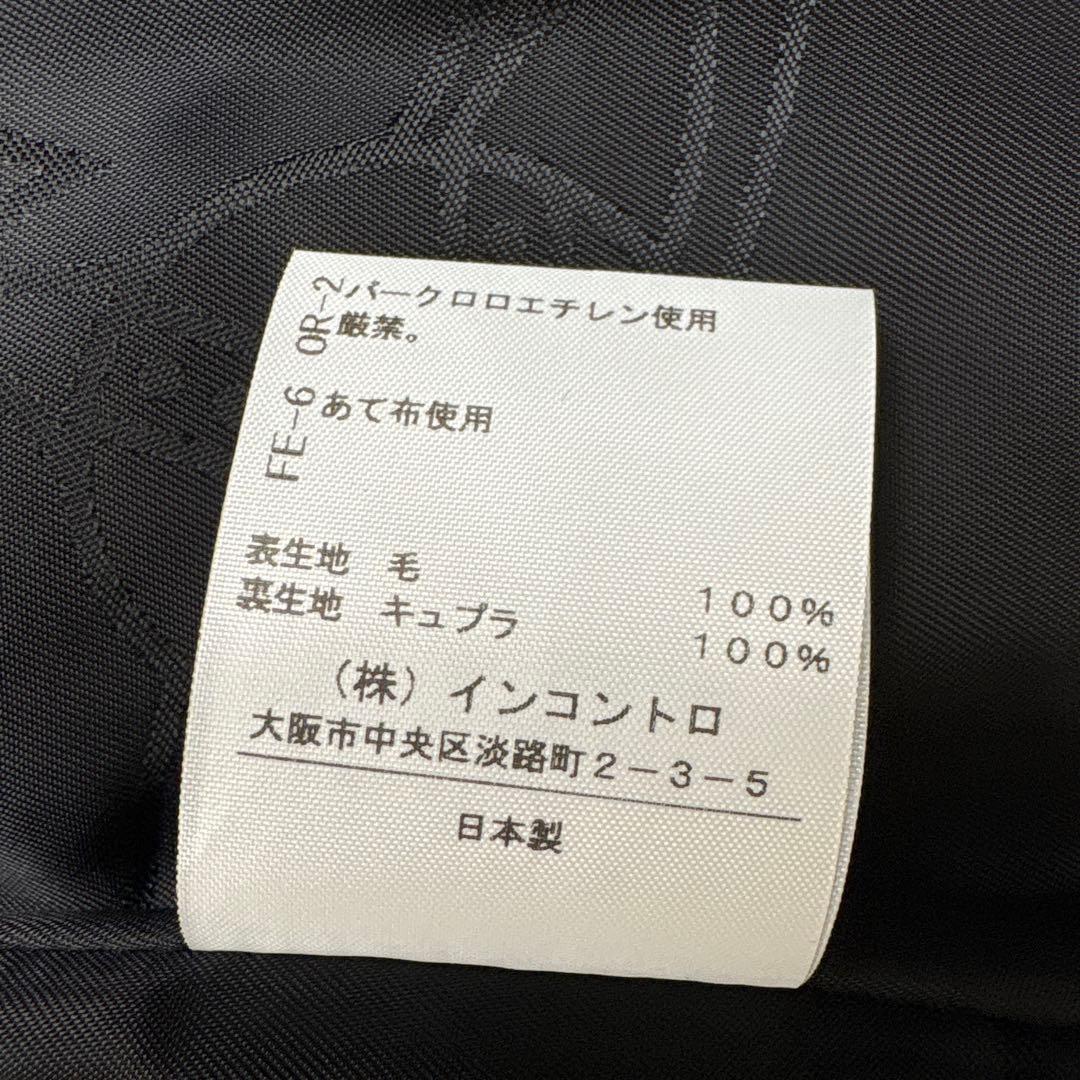 パークロロエチレン使用
厳禁。
あて布使用
FE-6 OR-2
表生地 毛 100%
裏生地 キュプラ 100%
(株)インコントロ
大阪市中央区淡路町2-3-5
日本製